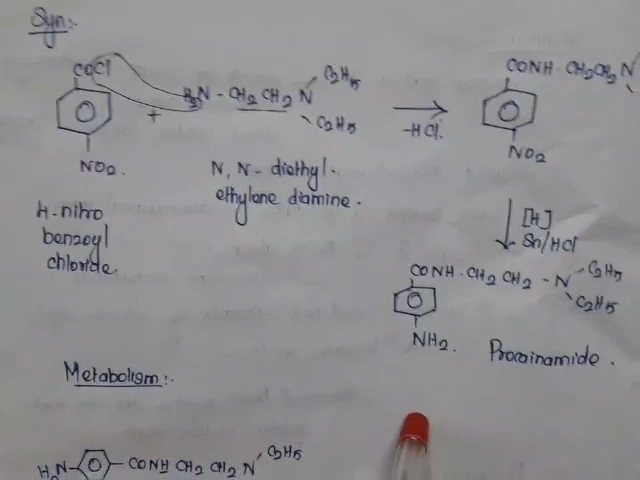 Syn:-
COCl
H2N - CH2 CH2 N
C2H5
C2H5
+
-HCl.
NO2.
4-nitro
benzoyl
chloride.
N, N- diethyl-
ethylene diamine.
CONH - CH2CH2 N
NO2
[H]
Sn/HCl
CONH - CH2 CH2 - N
C2H5
C2H5
NH2.
Procainamide.
Metabolism:-
H2N
CONH CH2 CH2 N
C2H5